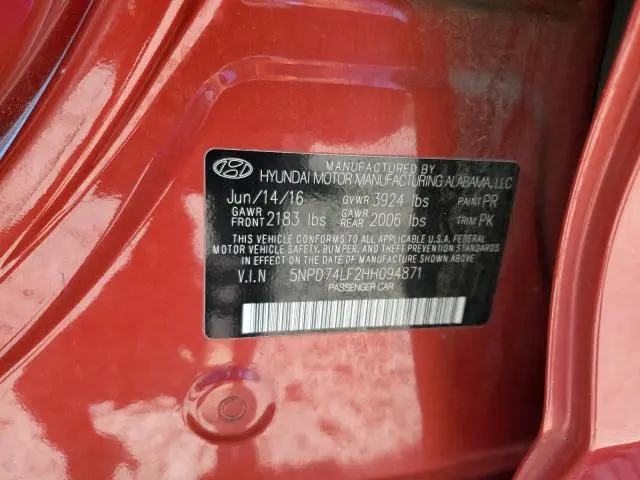 MANUFACTURED BY
HYUNDAI MOTOR MANUFACTURING ALABAMA, LLC
Jun/14/16 GVWR 3924 lbs PAINT PR
GAWR FRONT 2183 lbs GAWR REAR 2006 lbs TRIM PK
THIS VEHICLE CONFORMS TO ALL APPLICABLE U.S.A. FEDERAL
MOTOR VEHICLE SAFETY, BUMPER, AND THEFT PREVENTION STANDARDS
IN EFFECT ON THE DATE OF MANUFACTURE SHOWN ABOVE.
V.I.N 5NPD74LF2HH094871
PASSENGER CAR